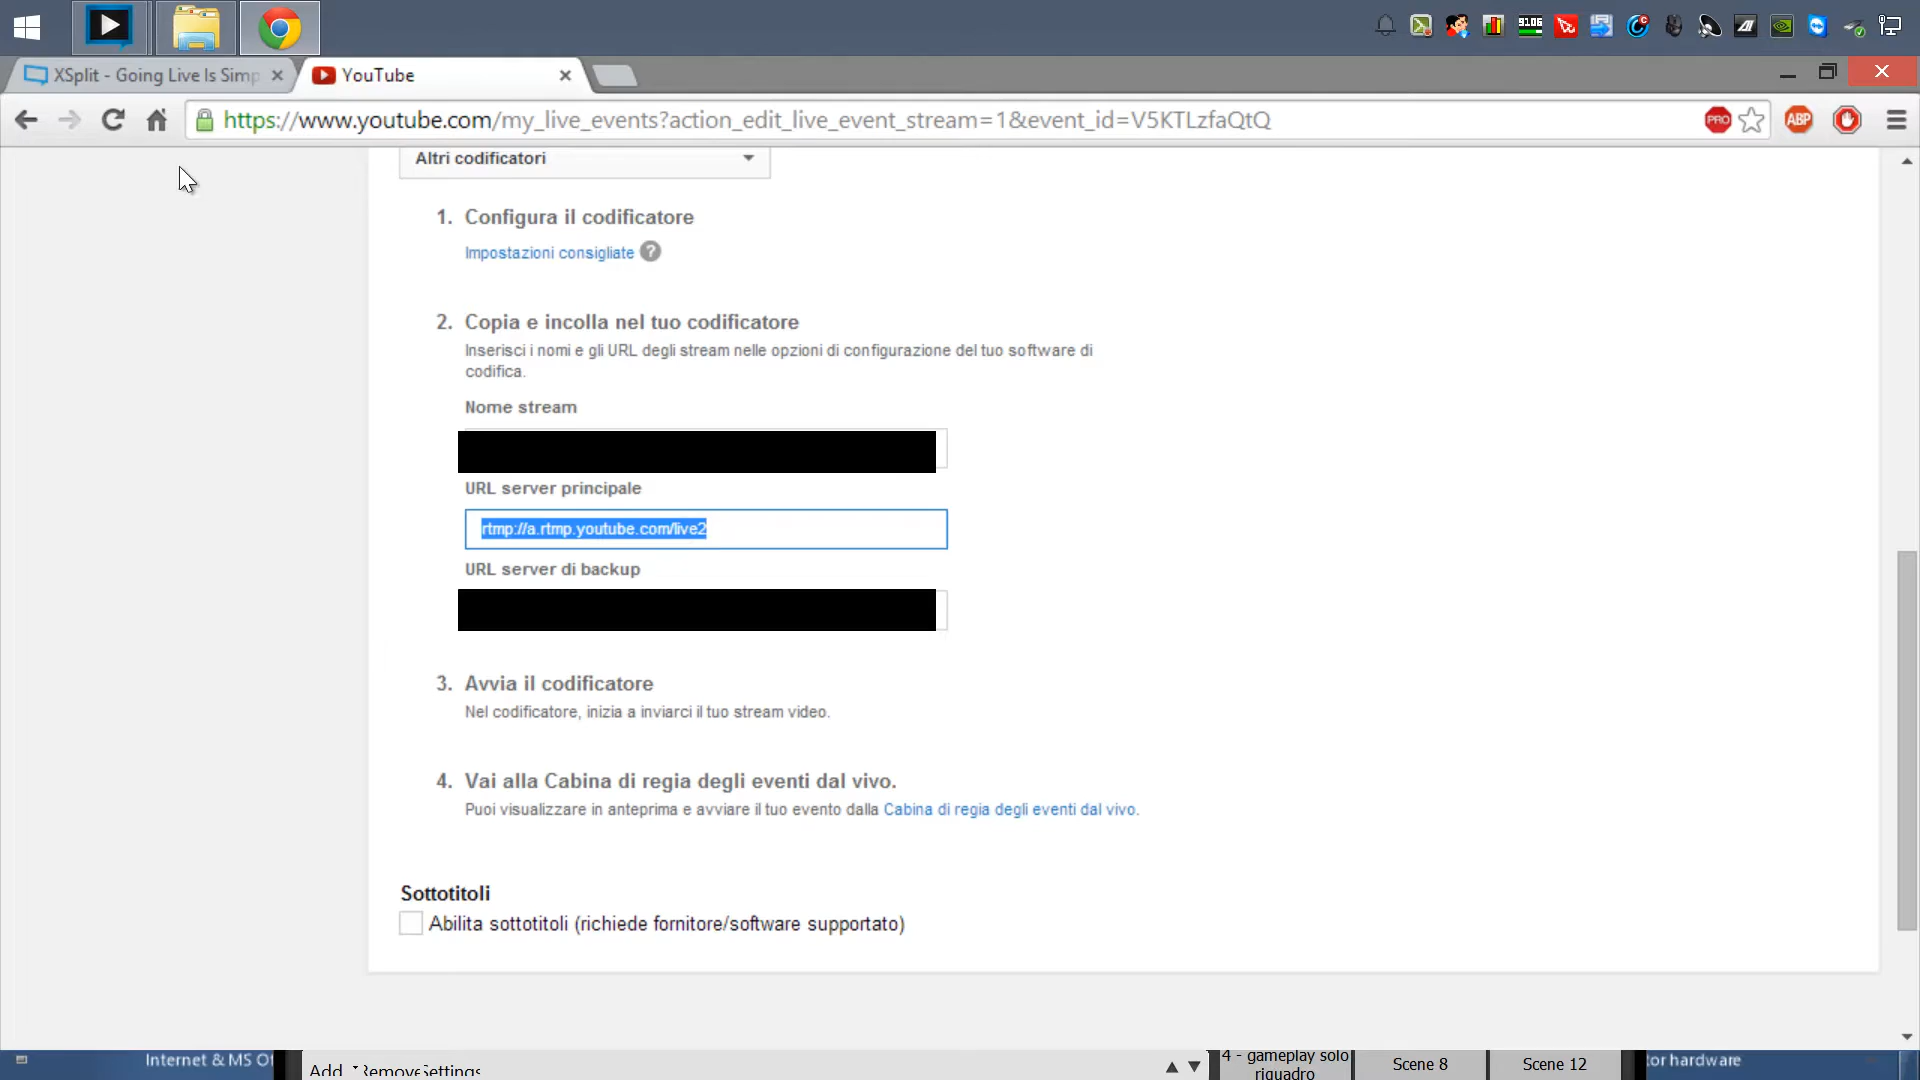 9106
XSplit - Going Live Is Simp
YouTube
https://www.youtube.com/my_live_events?action_edit_live_event_stream=1&event_id=V5KTLzfaQtQ
PRO
ABP
Altri codificatori
1. Configura il codificatore
Impostazioni consigliate ?
2. Copia e incolla nel tuo codificatore
Inserisci i nomi e gli URL degli stream nelle opzioni di configurazione del tuo software di
codifica.
Nome stream
URL server principale
rtmp://a.rtmp.youtube.com/live2
URL server di backup
3. Avvia il codificatore
Nel codificatore, inizia a inviarci il tuo stream video.
4. Vai alla Cabina di regia degli eventi dal vivo.
Puoi visualizzare in anteprima e avviare il tuo evento dalla Cabina di regia degli eventi dal vivo.
Sottotitoli
Abilita sottotitoli (richiede fornitore/software supportato)
Internet & MS Of
Add Remove Settings
4 - gameplay solo
riquadro
Scene 8
Scene 12
tor hardware